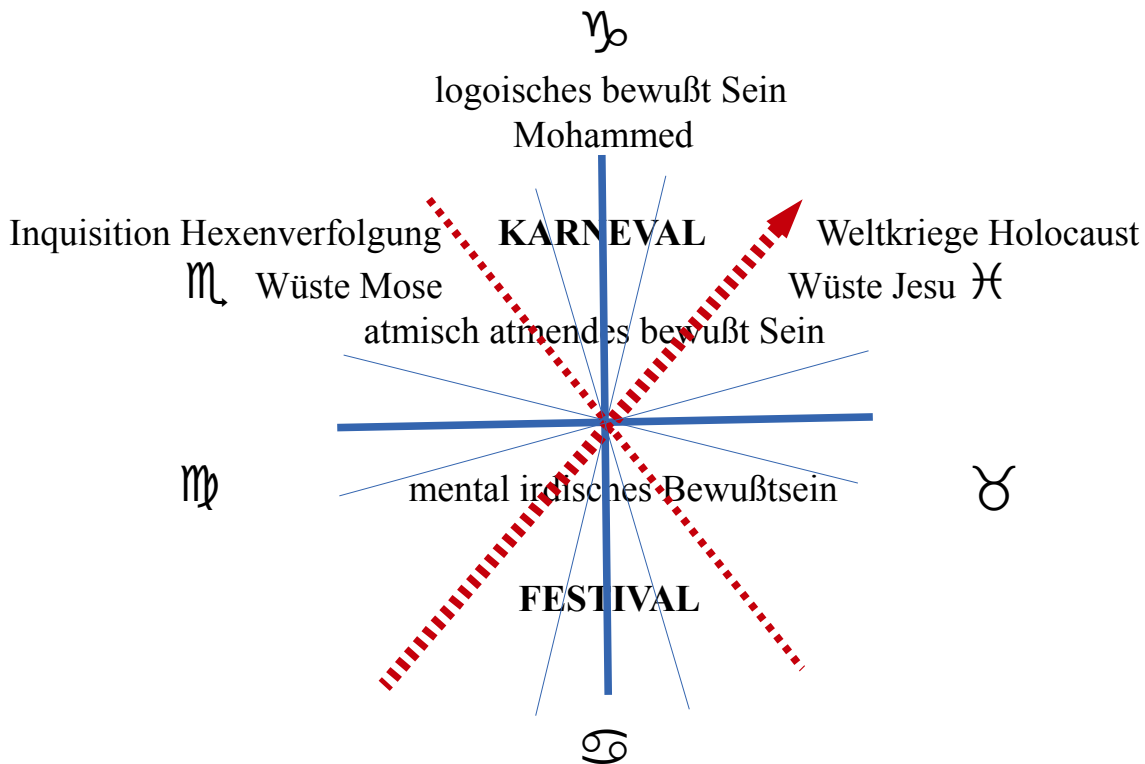 ♑
logoisches bewußt Sein
Mohammed
Inquisition Hexenverfolgung KARNEVAL Weltkriege Holocaust
♏ Wüste Mose Wüste Jesu ♓
atmisch atmendes bewußt Sein
♍ mental irdisches Bewußtsein ♉
FESTIVAL
♋